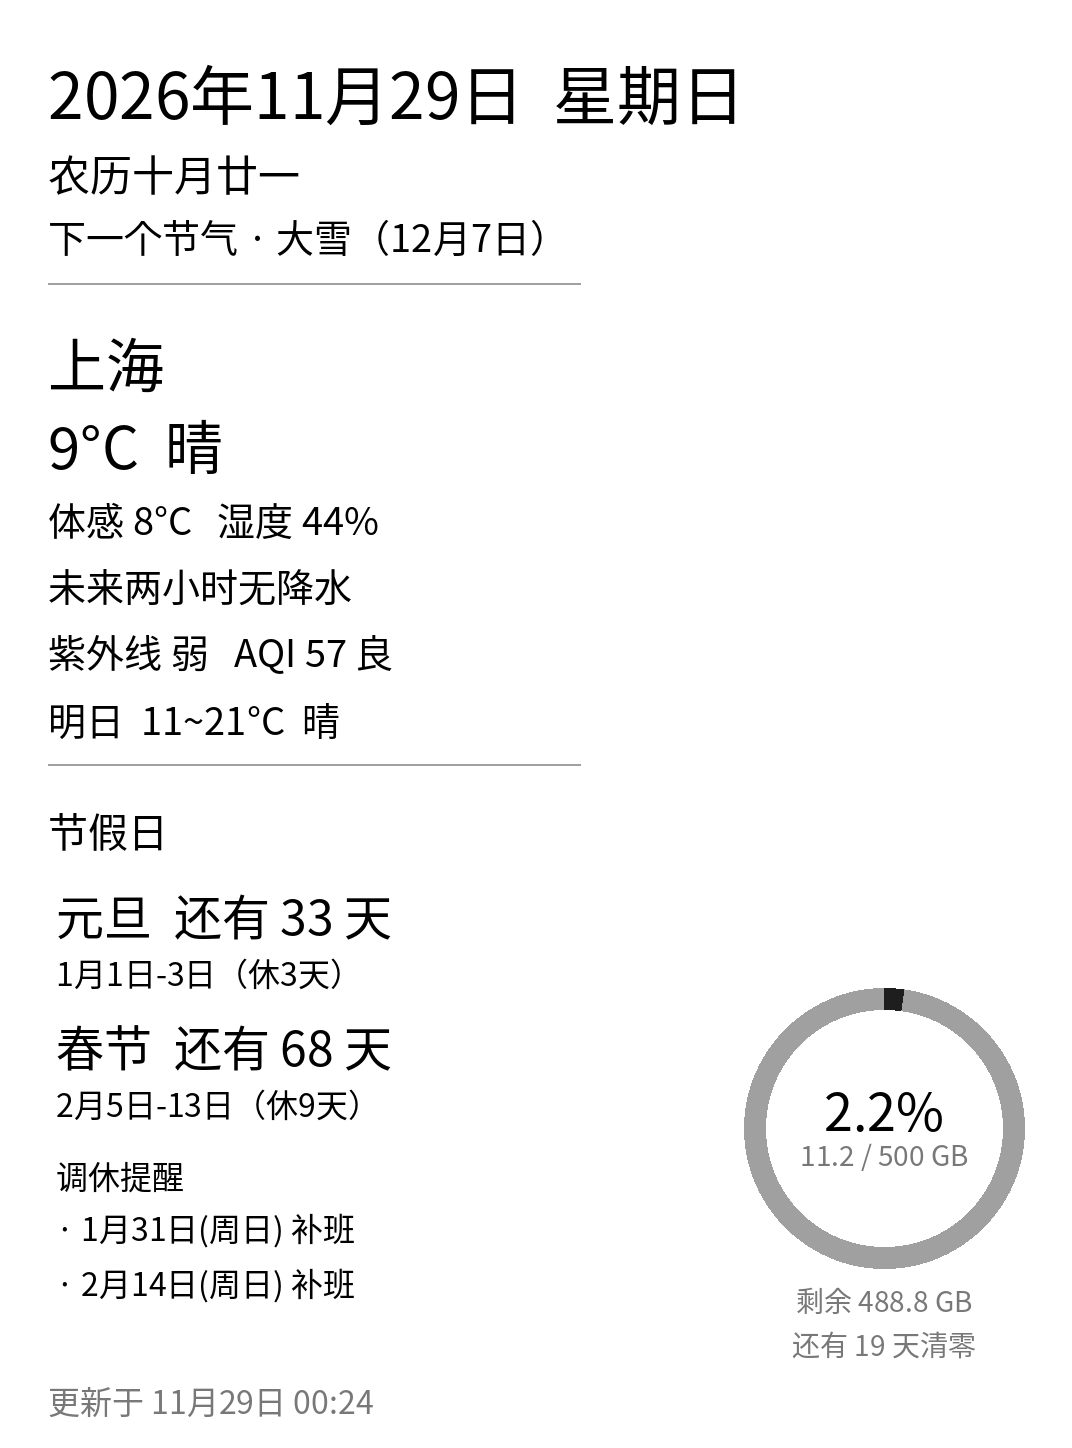 2026年11月29日 星期日
农历十月廿一
下一个节气 · 大雪（12月7日）
上海
9°C 晴
体感 8°C 湿度 44%
未来两小时无降水
紫外线 弱 AQI 57 良
明日 11~21°C 晴
节假日
元旦 还有 33 天
1月1日-3日（休3天）
春节 还有 68 天
2月5日-13日（休9天）
调休提醒
· 1月31日(周日) 补班
· 2月14日(周日) 补班
2.2%
11.2 / 500 GB
剩余 488.8 GB
还有 19 天清零
更新于 11月29日 00:24